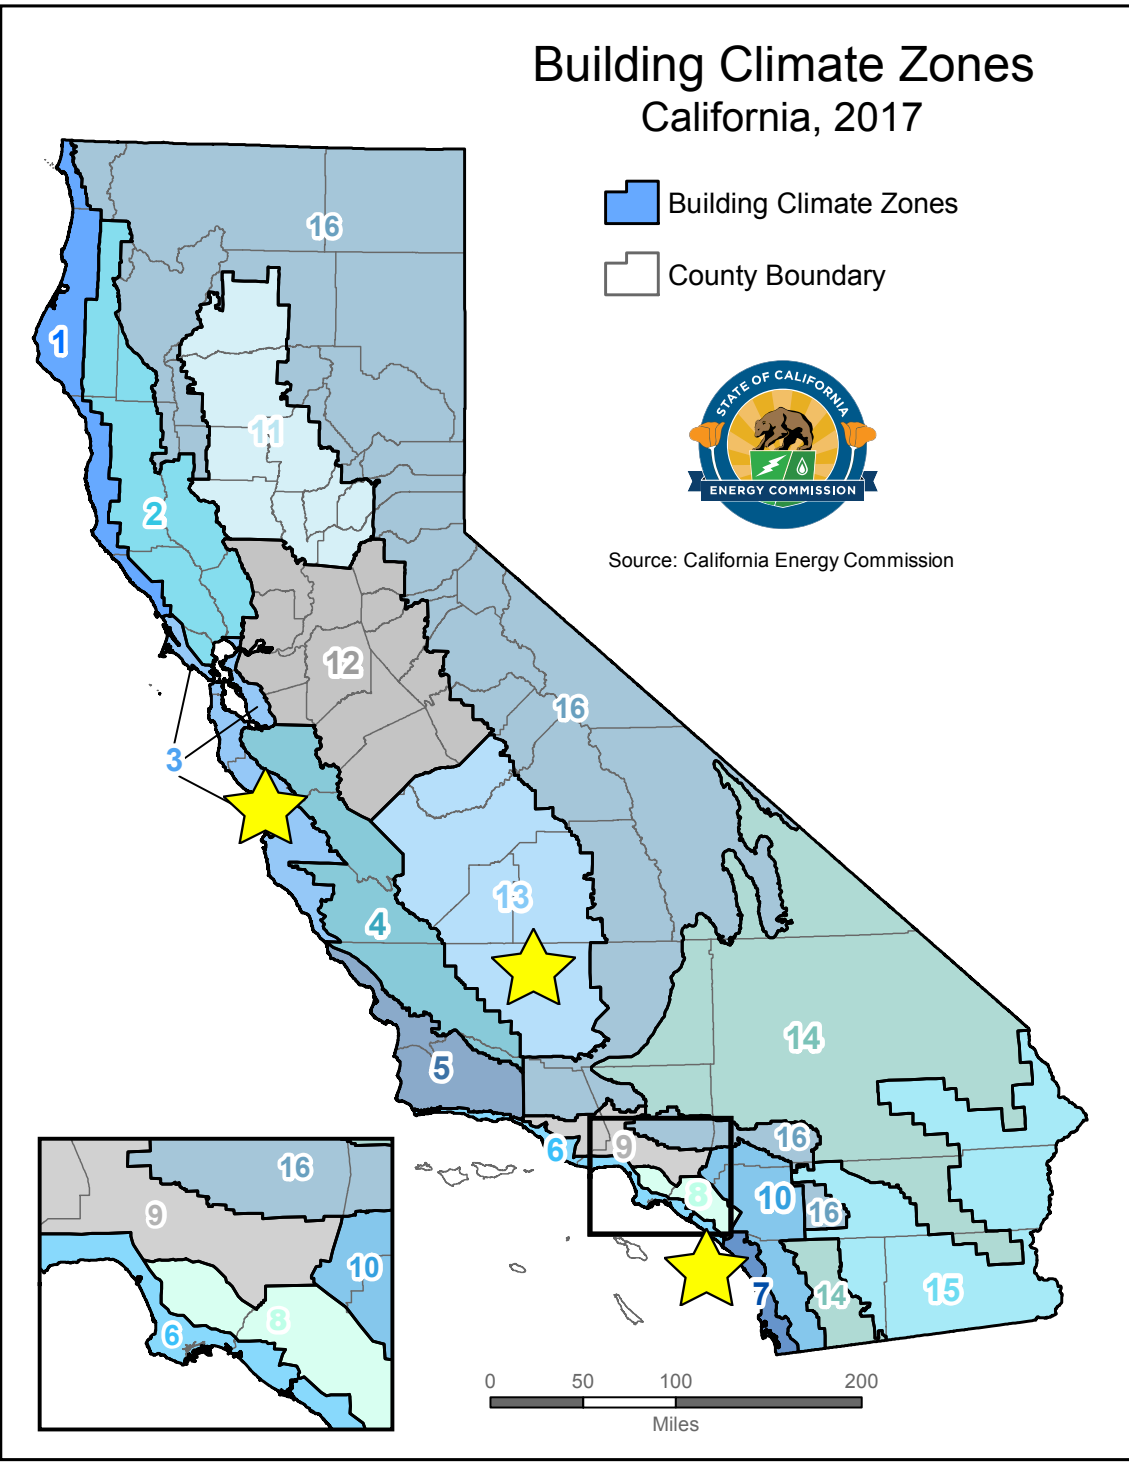 Building Climate Zones
California, 2017
Building Climate Zones
County Boundary
STATE OF CALIFORNIA
ENERGY COMMISSION
Source: California Energy Commission
16
1
11
2
12
16
3
13
4
14
5
6
9
16
8
10
16
7
14
15
16
9
10
8
6
0 50 100 200
Miles